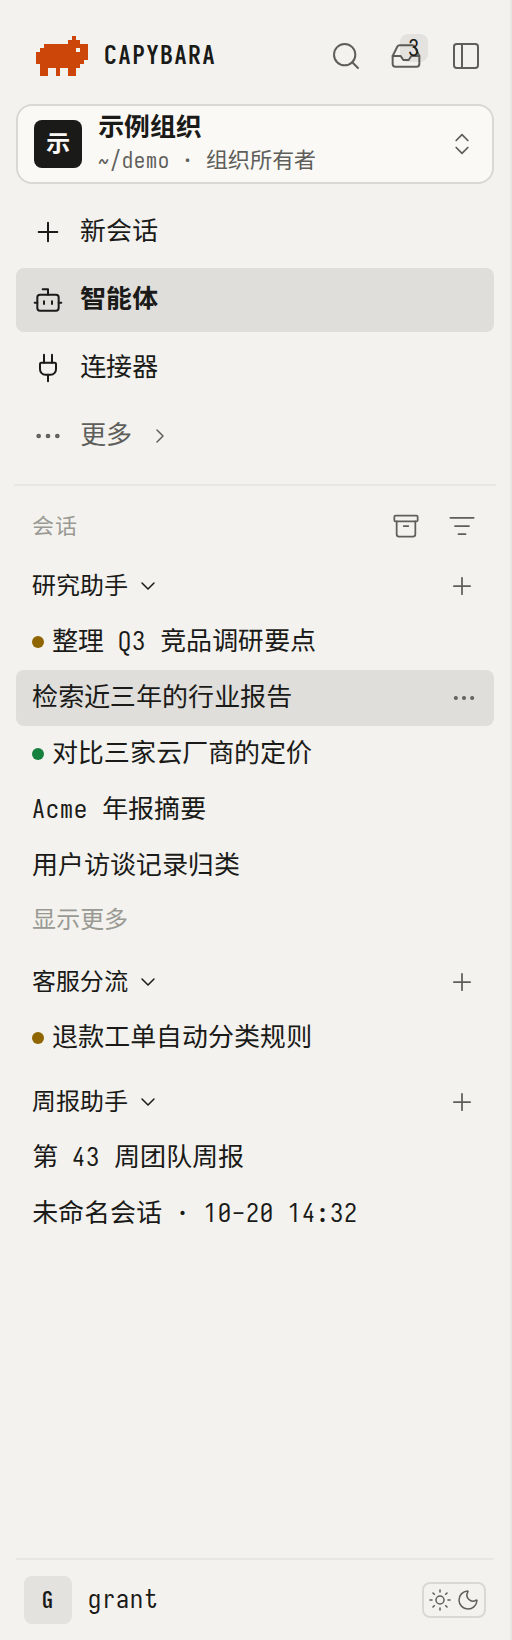 CAPYBARA
3
示
示例组织
~/demo · 组织所有者
新会话
智能体
连接器
更多
会话
研究助手
整理 Q3 竞品调研要点
检索近三年的行业报告
对比三家云厂商的定价
Acme 年报摘要
用户访谈记录归类
显示更多
客服分流
退款工单自动分类规则
周报助手
第 43 周团队周报
未命名会话 · 10-20 14:32
G
grant